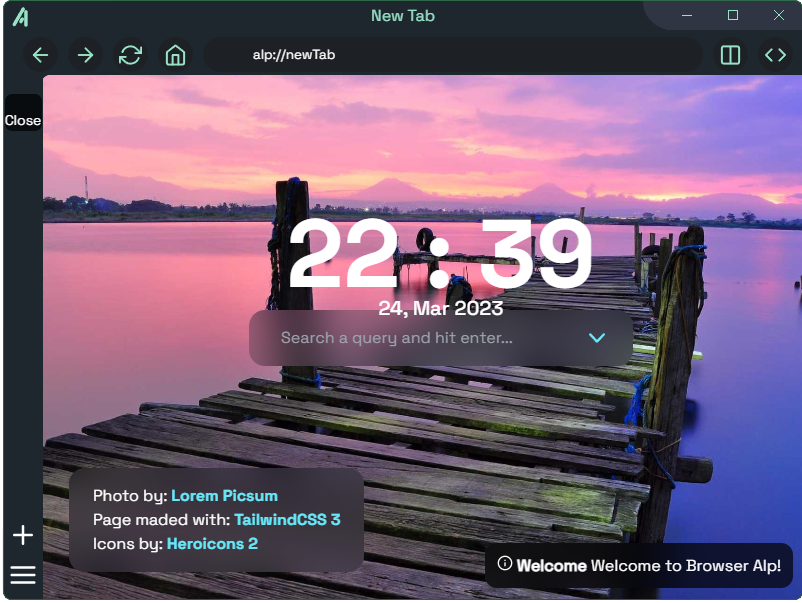 New Tab
alp://newTab
Close
22:39
24, Mar 2023
Search a query and hit enter...
Photo by: Lorem Picsum
Page maded with: TailwindCSS 3
Icons by: Heroicons 2
Welcome Welcome to Browser Alp!